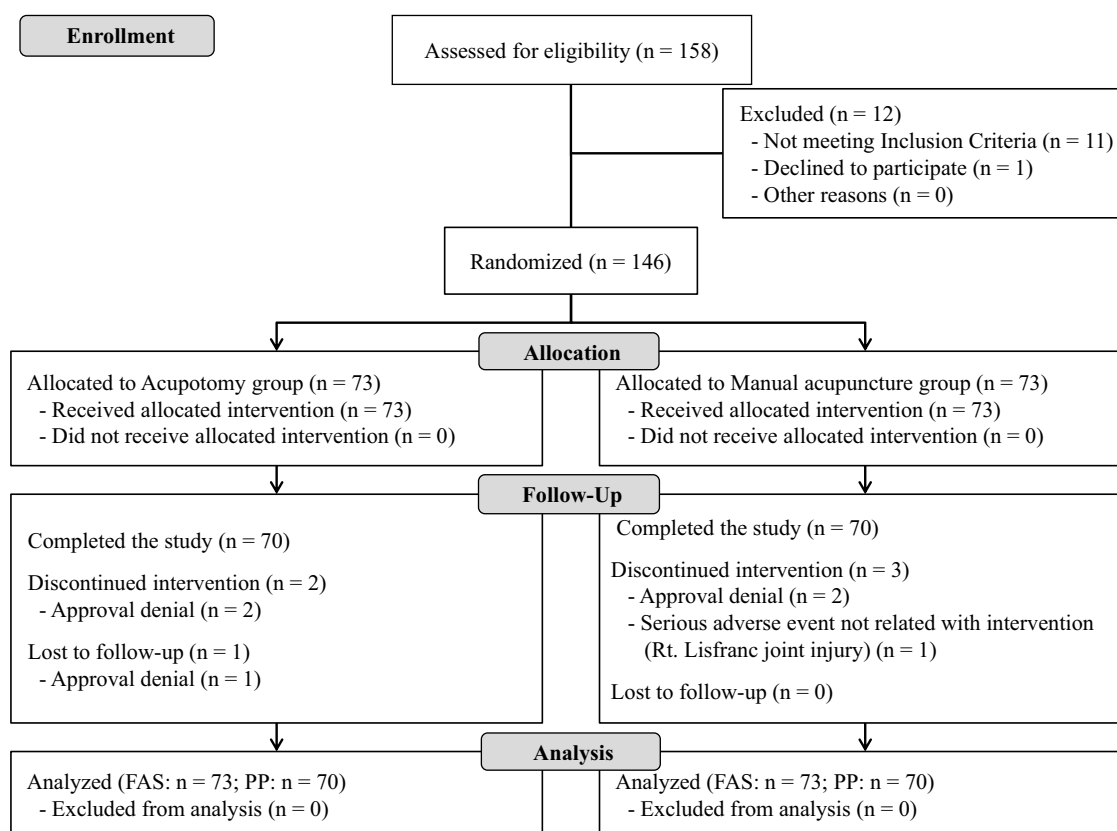 Enrollment
Assessed for eligibility (n = 158)
Excluded (n = 12)
- Not meeting Inclusion Criteria (n = 11)
- Declined to participate (n = 1)
- Other reasons (n = 0)
Randomized (n = 146)
Allocation
Allocated to Acupotomy group (n = 73)
- Received allocated intervention (n = 73)
- Did not receive allocated intervention (n = 0)
Allocated to Manual acupuncture group (n = 73)
- Received allocated intervention (n = 73)
- Did not receive allocated intervention (n = 0)
Follow-Up
Completed the study (n = 70)
Discontinued intervention (n = 2)
- Approval denial (n = 2)
Lost to follow-up (n = 1)
- Approval denial (n = 1)
Completed the study (n = 70)
Discontinued intervention (n = 3)
- Approval denial (n = 2)
- Serious adverse event not related with intervention
(Rt. Lisfranc joint injury) (n = 1)
Lost to follow-up (n = 0)
Analysis
Analyzed (FAS: n = 73; PP: n = 70)
- Excluded from analysis (n = 0)
Analyzed (FAS: n = 73; PP: n = 70)
- Excluded from analysis (n = 0)